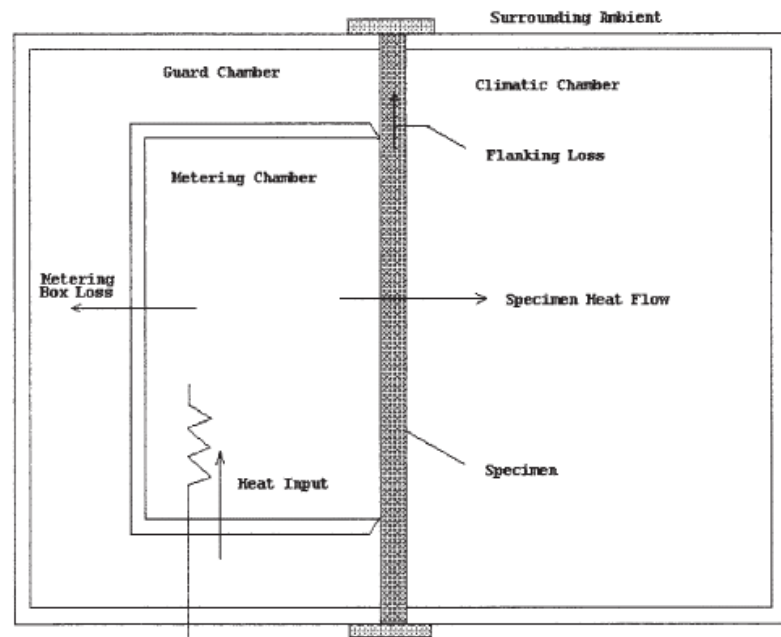 Surrounding Ambient
Guard Chamber
Climatic Chamber
Flanking Loss
Metering Chamber
Metering
Box Loss
Specimen Heat Flow
Specimen
Heat Input